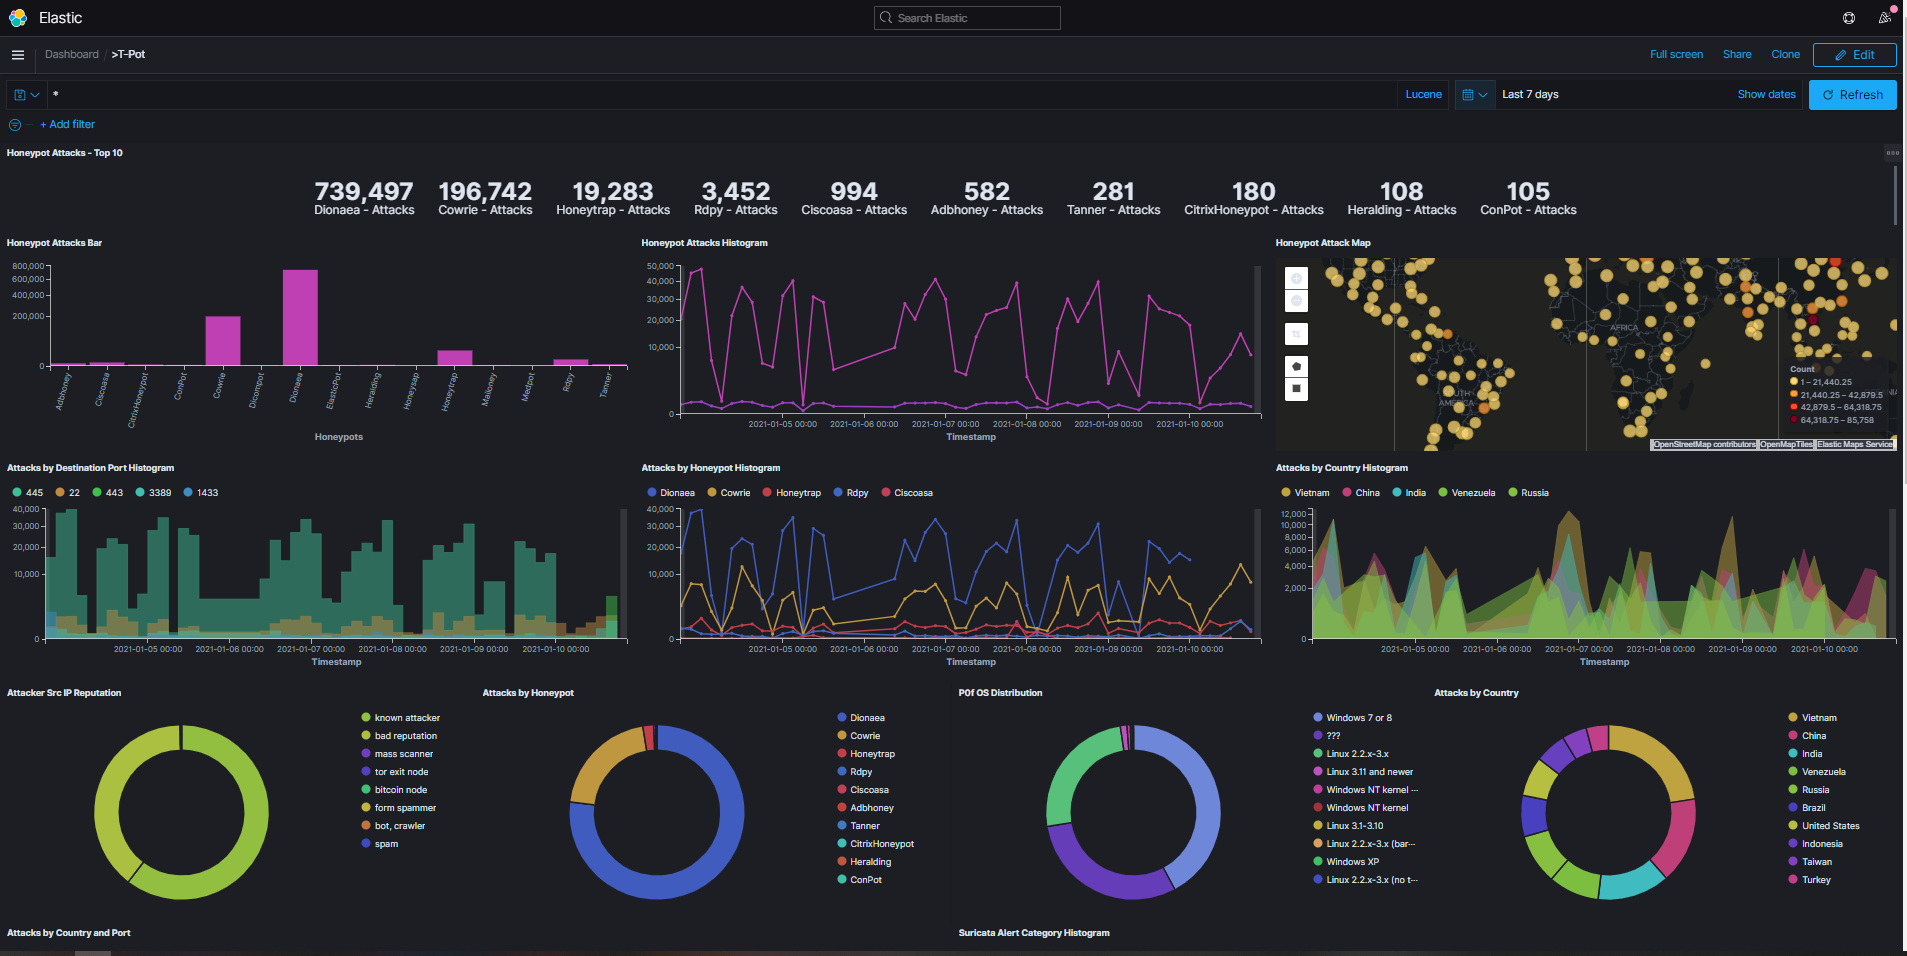 Elastic
Search Elastic
Dashboard / >T-Pot
Full screen Share Clone Edit
* Lucene Last 7 days Show dates Refresh
+ Add filter
Honeypot Attacks - Top 10
739,497 196,742 19,283 3,452 994 582 281 180 108 105
Dionaea - Attacks Cowrie - Attacks Honeytrap - Attacks Rdpy - Attacks Ciscoasa - Attacks Adbhoney - Attacks Tanner - Attacks CitrixHoneypot - Attacks Heralding - Attacks ConPot - Attacks
Honeypot Attacks Bar
800,000
600,000
400,000
200,000
0
Adbhoney Ciscoasa CitrixHoneypot ConPot Cowrie Dicompot Dionaea ElasticPot Heralding Honeysap Honeytrap Mailoney Medpot Rdpy Tanner
Honeypots
Honeypot Attacks Histogram
50,000
40,000
30,000
20,000
10,000
0
2021-01-05 00:00 2021-01-06 00:00 2021-01-07 00:00 2021-01-08 00:00 2021-01-09 00:00 2021-01-10 00:00
Timestamp
Honeypot Attack Map
AFRICA
SOUTH
AMERICA
Count
1 – 21,440.25
21,440.25 – 42,879.5
42,879.5 – 64,318.75
64,318.75 – 85,758
OpenStreetMap contributors OpenMapTiles Elastic Maps Service
Attacks by Destination Port Histogram
445 22 443 3389 1433
40,000
30,000
20,000
10,000
0
2021-01-05 00:00 2021-01-06 00:00 2021-01-07 00:00 2021-01-08 00:00 2021-01-09 00:00 2021-01-10 00:00
Timestamp
Attacks by Honeypot Histogram
Dionaea Cowrie Honeytrap Rdpy Ciscoasa
40,000
30,000
20,000
10,000
0
2021-01-05 00:00 2021-01-06 00:00 2021-01-07 00:00 2021-01-08 00:00 2021-01-09 00:00 2021-01-10 00:00
Timestamp
Attacks by Country Histogram
Vietnam China India Venezuela Russia
12,000
10,000
8,000
6,000
4,000
2,000
0
2021-01-05 00:00 2021-01-06 00:00 2021-01-07 00:00 2021-01-08 00:00 2021-01-09 00:00 2021-01-10 00:00
Timestamp
Attacker Src IP Reputation
known attacker
bad reputation
mass scanner
tor exit node
bitcoin node
form spammer
bot, crawler
spam
Attacks by Honeypot
Dionaea
Cowrie
Honeytrap
Rdpy
Ciscoasa
Adbhoney
Tanner
CitrixHoneypot
Heralding
ConPot
P0f OS Distribution
Windows 7 or 8
???
Linux 2.2.x-3.x
Linux 3.11 and newer
Windows NT kernel ...
Windows NT kernel
Linux 3.1-3.10
Linux 2.2.x-3.x (bar...
Windows XP
Linux 2.2.x-3.x (no t...
Attacks by Country
Vietnam
China
India
Venezuela
Russia
Brazil
United States
Indonesia
Taiwan
Turkey
Attacks by Country and Port
Suricata Alert Category Histogram